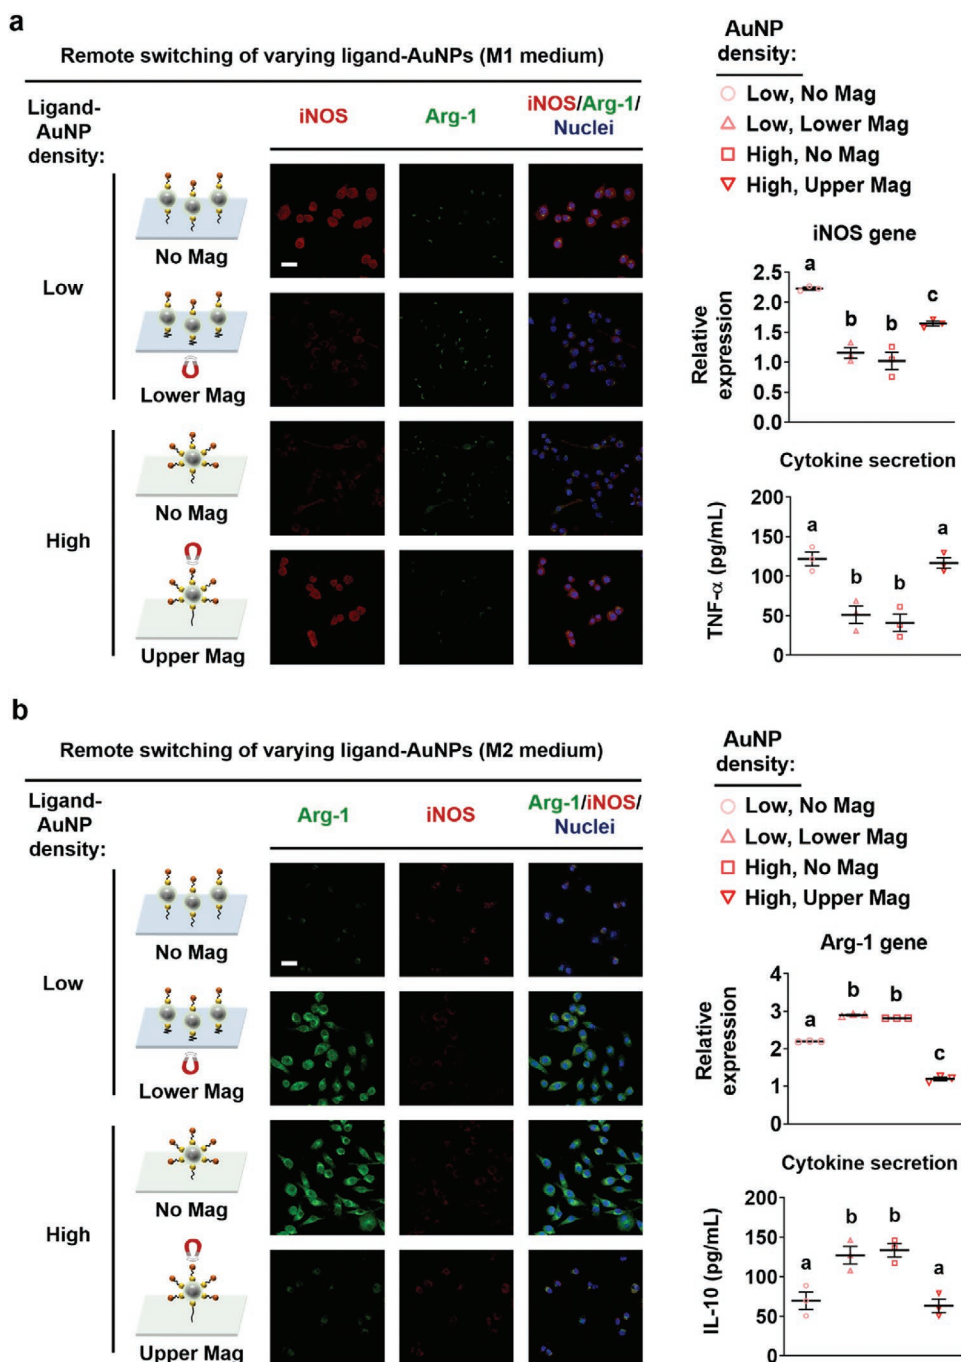 a
Remote switching of varying ligand-AuNPs (M1 medium)
Ligand-
AuNP
density:
iNOS
Arg-1
iNOS/Arg-1/
Nuclei
Low
No Mag
Lower Mag
High
No Mag
Upper Mag
AuNP
density:
Low, No Mag
Low, Lower Mag
High, No Mag
High, Upper Mag
iNOS gene
Relative
expression
2.5
2.0
1.5
1.0
0.5
0.0
a
b
b
c
Cytokine secretion
TNF-α (pg/mL)
200
150
100
50
0
a
b
b
a
b
Remote switching of varying ligand-AuNPs (M2 medium)
Ligand-
AuNP
density:
Arg-1
iNOS
Arg-1/iNOS/
Nuclei
Low
No Mag
Lower Mag
High
No Mag
Upper Mag
AuNP
density:
Low, No Mag
Low, Lower Mag
High, No Mag
High, Upper Mag
Arg-1 gene
Relative
expression
4
3
2
1
0
a
b
b
c
Cytokine secretion
IL-10 (pg/mL)
200
150
100
50
0
a
b
b
a